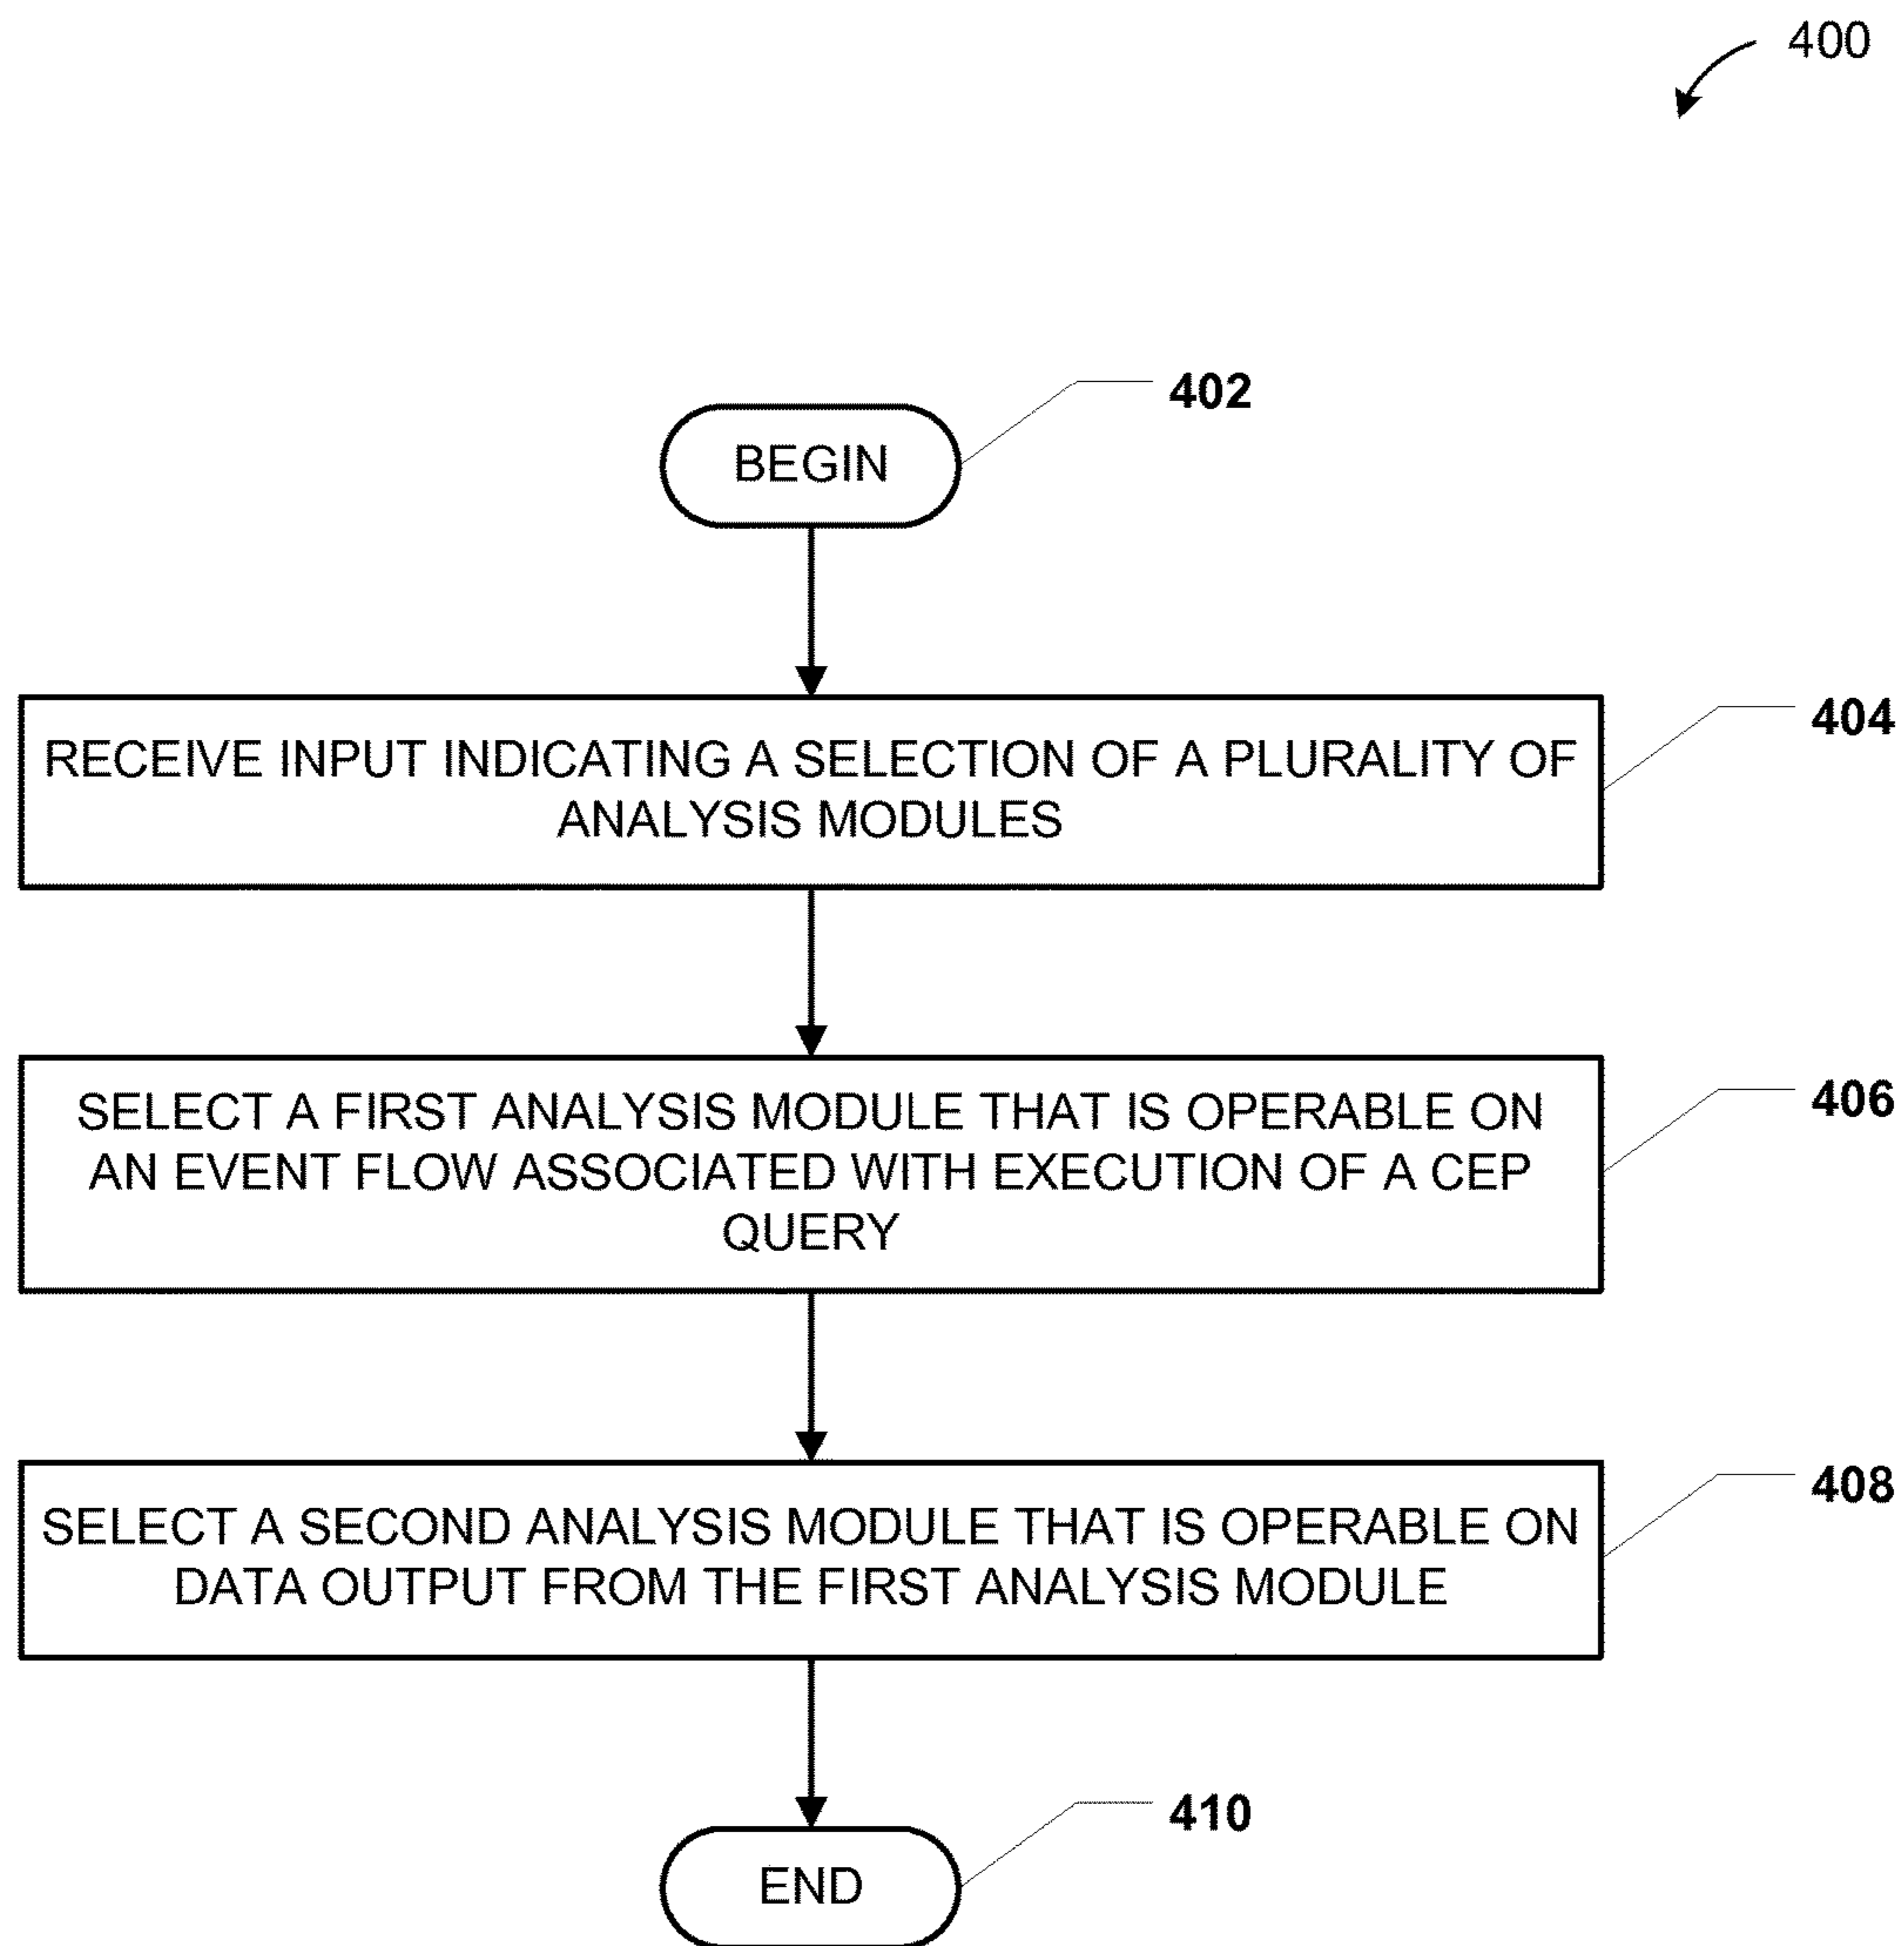 400
402
BEGIN
404
RECEIVE INPUT INDICATING A SELECTION OF A PLURALITY OF
ANALYSIS MODULES
406
SELECT A FIRST ANALYSIS MODULE THAT IS OPERABLE ON
AN EVENT FLOW ASSOCIATED WITH EXECUTION OF A CEP
QUERY
408
SELECT A SECOND ANALYSIS MODULE THAT IS OPERABLE ON
DATA OUTPUT FROM THE FIRST ANALYSIS MODULE
410
END